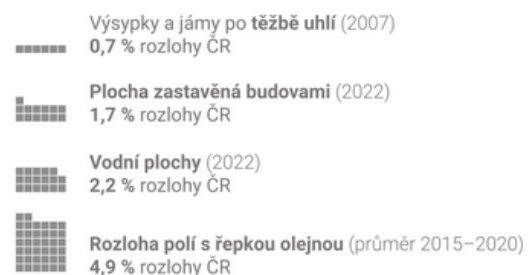 Výsypky a jámy po těžbě uhlí (2007)
0,7 % rozlohy ČR
Plocha zastavěná budovami (2022)
1,7 % rozlohy ČR
Vodní plochy (2022)
2,2 % rozlohy ČR
Rozloha polí s řepkou olejnou (průměr 2015–2020)
4,9 % rozlohy ČR